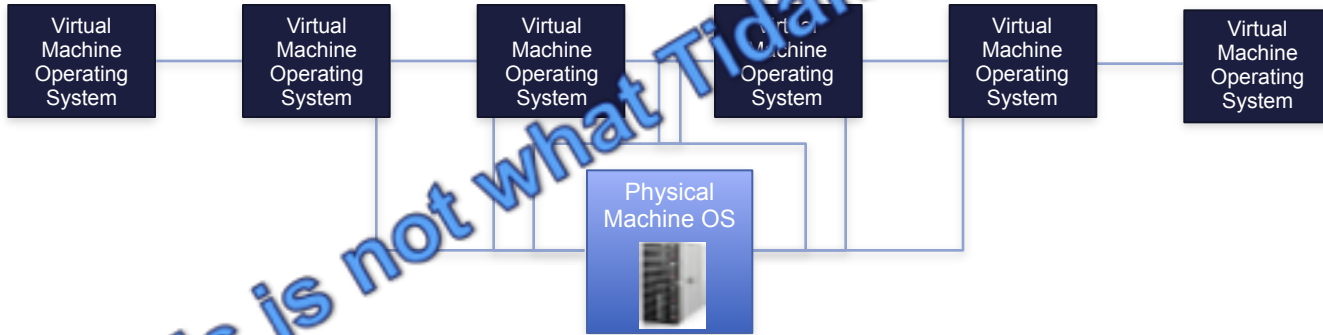 Virtual
Machine
Operating
System
Virtual
Machine
Operating
System
Virtual
Machine
Operating
System
Virtual
Machine
Operating
System
Virtual
Machine
Operating
System
Virtual
Machine
Operating
System
is not what
Physical
Machine OS